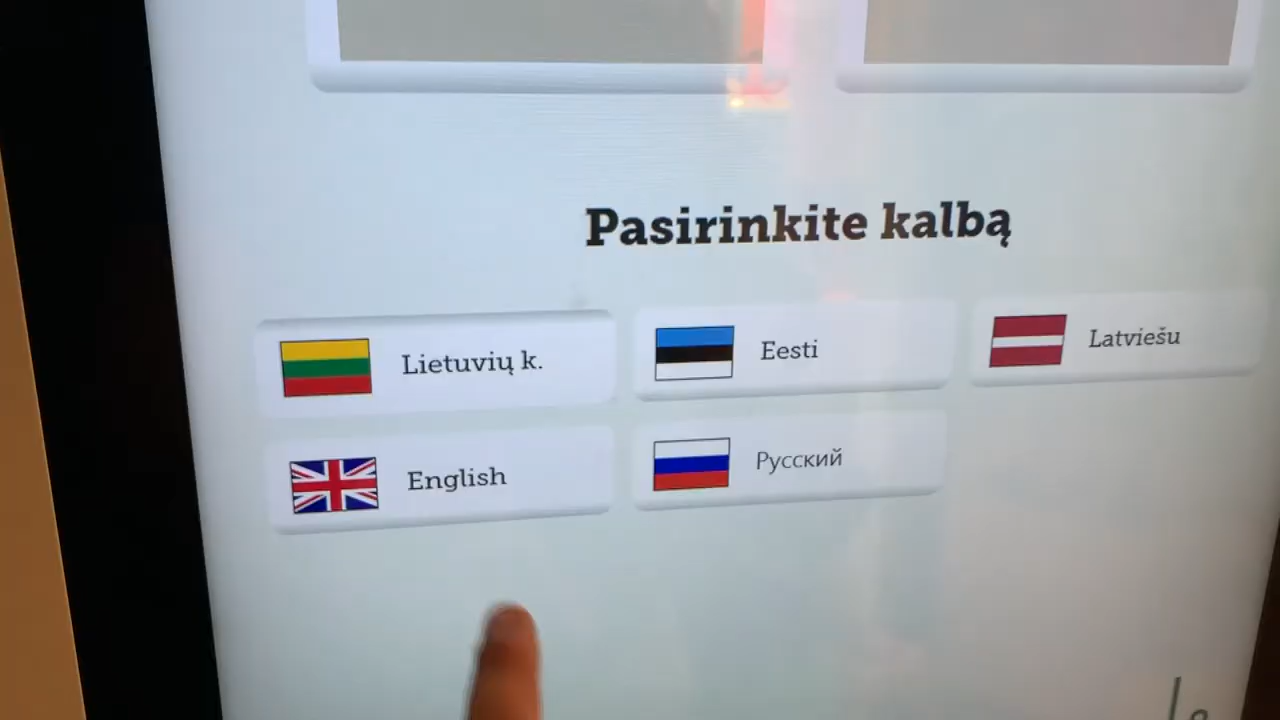 Pasirinkite kalbą
Lietuvių k.
Eesti
Latviešu
English
Русский